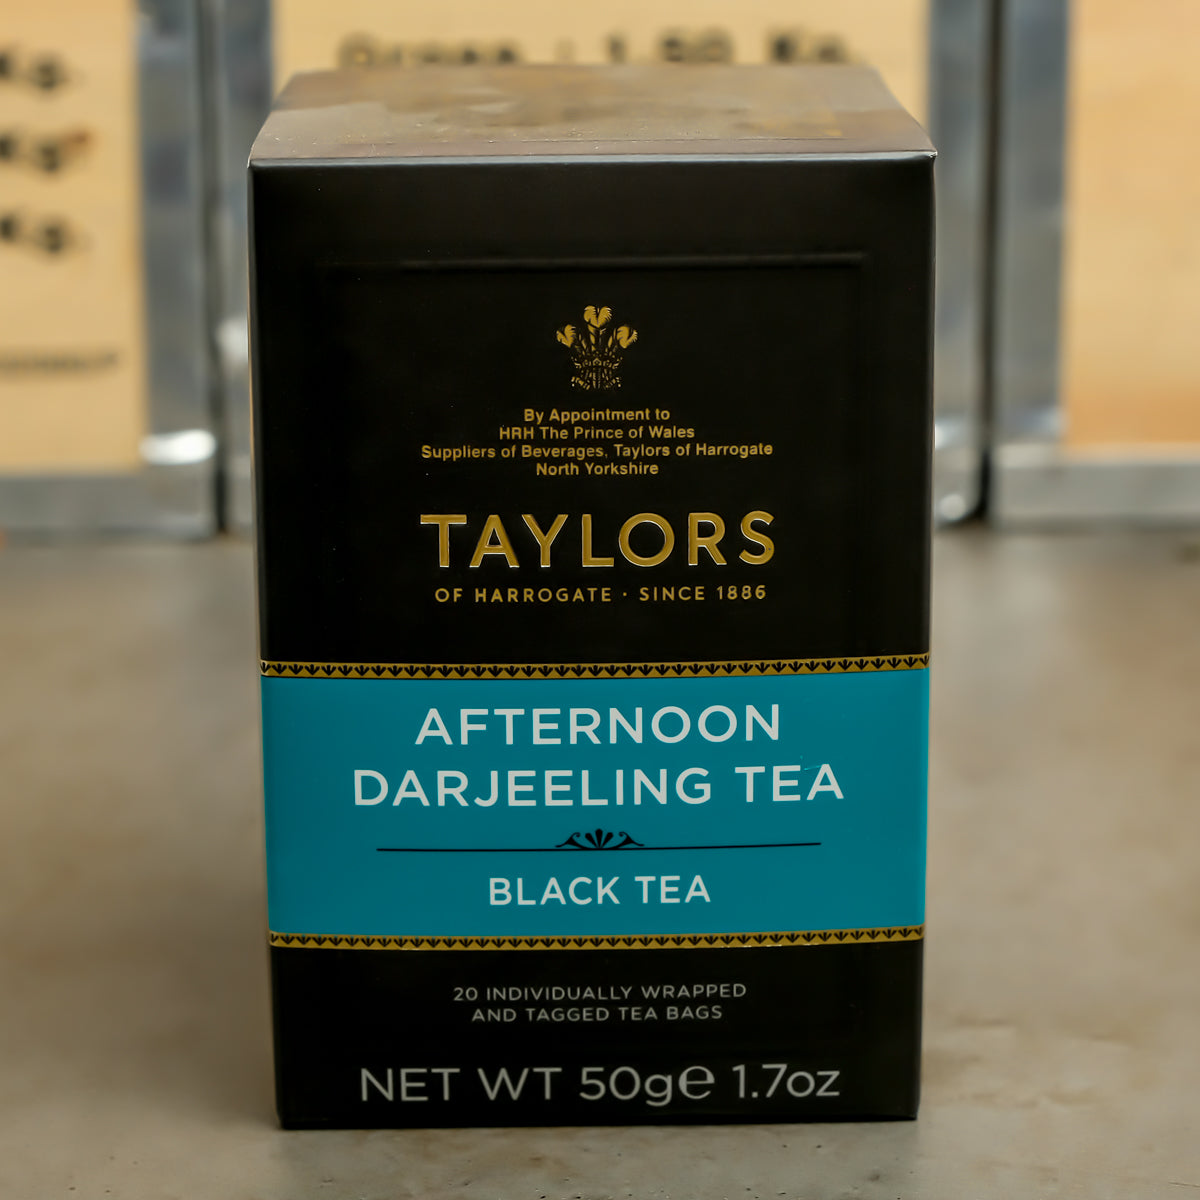 By Appointment to
HRH The Prince of Wales
Suppliers of Beverages, Taylors of Harrogate
North Yorkshire
TAYLORS
OF HARROGATE · SINCE 1886
AFTERNOON
DARJEELING TEA
BLACK TEA
20 INDIVIDUALLY WRAPPED
AND TAGGED TEA BAGS
NET WT 50g℮ 1.7oz